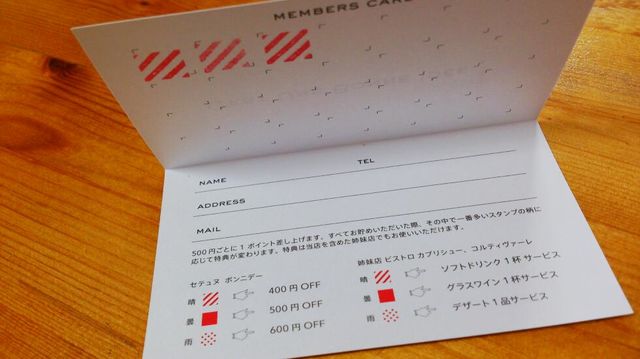 MEMBERS CARD
NAME TEL
ADDRESS
MAIL
500円ごとに1ポイント差し上げます。すべてお貯めいただいた際、その中で一番多いスタンプの柄に
応じて特典が変わります。特典は当店を含めた姉妹店でもお使いいただけます。
セテュヌ ボンニデー
晴 400円 OFF
曇 500円 OFF
雨 600円 OFF
姉妹店 ビストロ カプリシュー、コルティヴァーレ
晴 ソフトドリンク1杯サービス
曇 グラスワイン1杯サービス
雨 デザート1品サービス